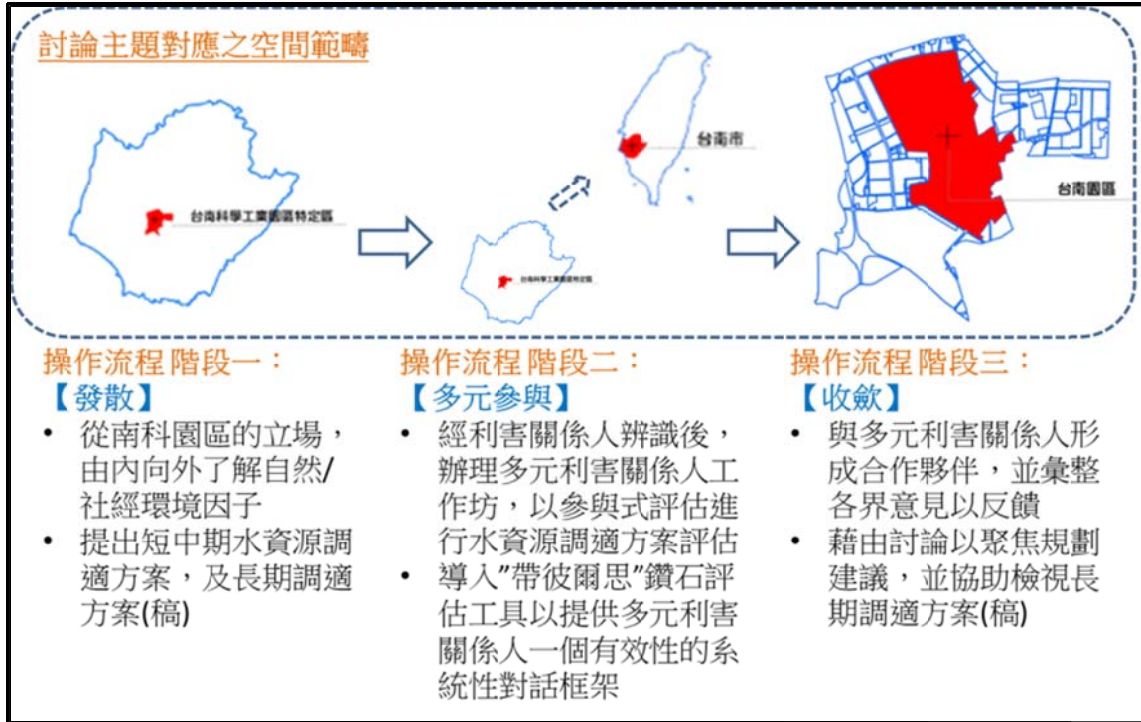 討論主題對應之空間範疇
台南科學工業園區特定區
台南市
台南科學工業園區特定區
台南園區
操作流程 階段一：
【發散】
• 從南科園區的立場，
由內向外了解自然/
社經環境因子
• 提出短中期水資源調
適方案，及長期調適
方案(稿)
操作流程 階段二：
【多元參與】
• 經利害關係人辨識後，
辦理多元利害關係人工
作坊，以參與式評估進
行水資源調適方案評估
• 導入”帶彼爾思”鑽石評
估工具以提供多元利害
關係人一個有效性的系
統性對話框架
操作流程 階段三：
【收斂】
• 與多元利害關係人形
成合作夥伴，並彙整
各界意見以反饋
• 藉由討論以聚焦規劃
建議，並協助檢視長
期調適方案(稿)